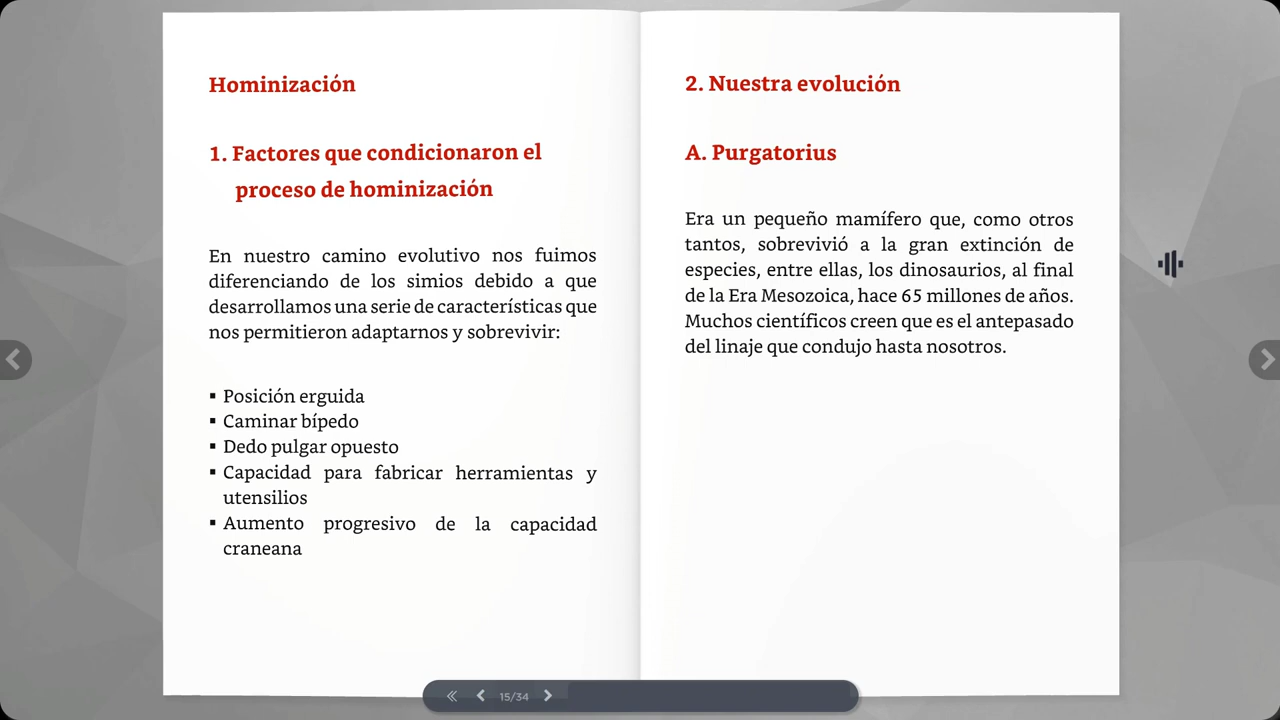 Hominización
1. Factores que condicionaron el
proceso de hominización
En nuestro camino evolutivo nos fuimos
diferenciando de los simios debido a que
desarrollamos una serie de características que
nos permitieron adaptarnos y sobrevivir:
▪ Posición erguida
▪ Caminar bípedo
▪ Dedo pulgar opuesto
▪ Capacidad para fabricar herramientas y
utensilios
▪ Aumento progresivo de la capacidad
craneana
2. Nuestra evolución
A. Purgatorius
Era un pequeño mamífero que, como otros
tantos, sobrevivió a la gran extinción de
especies, entre ellas, los dinosaurios, al final
de la Era Mesozoica, hace 65 millones de años.
Muchos científicos creen que es el antepasado
del linaje que condujo hasta nosotros.
15/34